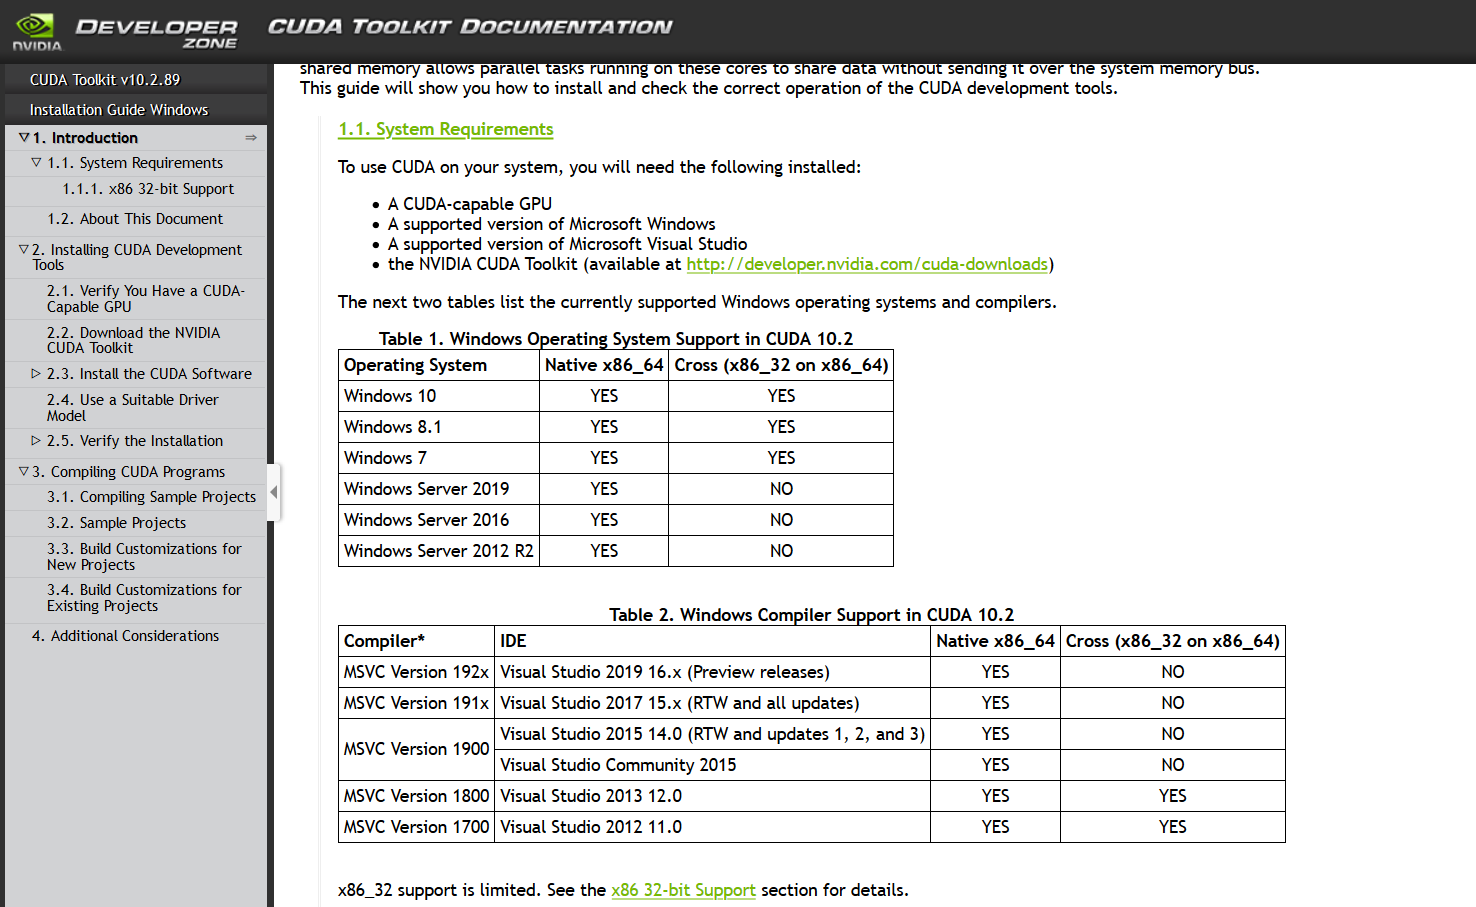 NVIDIA DEVELOPER ZONE CUDA TOOLKIT DOCUMENTATION
CUDA Toolkit v10.2.89
Installation Guide Windows
▽ 1. Introduction ⇒
▽ 1.1. System Requirements
1.1.1. x86 32-bit Support
1.2. About This Document
▽ 2. Installing CUDA Development
Tools
2.1. Verify You Have a CUDA-
Capable GPU
2.2. Download the NVIDIA
CUDA Toolkit
▷ 2.3. Install the CUDA Software
2.4. Use a Suitable Driver
Model
▷ 2.5. Verify the Installation
▽ 3. Compiling CUDA Programs
3.1. Compiling Sample Projects
3.2. Sample Projects
3.3. Build Customizations for
New Projects
3.4. Build Customizations for
Existing Projects
4. Additional Considerations
shared memory allows parallel tasks running on these cores to share data without sending it over the system memory bus.
This guide will show you how to install and check the correct operation of the CUDA development tools.
1.1. System Requirements
To use CUDA on your system, you will need the following installed:
• A CUDA-capable GPU
• A supported version of Microsoft Windows
• A supported version of Microsoft Visual Studio
• the NVIDIA CUDA Toolkit (available at http://developer.nvidia.com/cuda-downloads)
The next two tables list the currently supported Windows operating systems and compilers.
Table 1. Windows Operating System Support in CUDA 10.2
Operating System Native x86_64 Cross (x86_32 on x86_64)
Windows 10 YES YES
Windows 8.1 YES YES
Windows 7 YES YES
Windows Server 2019 YES NO
Windows Server 2016 YES NO
Windows Server 2012 R2 YES NO
Table 2. Windows Compiler Support in CUDA 10.2
Compiler* IDE Native x86_64 Cross (x86_32 on x86_64)
MSVC Version 192x Visual Studio 2019 16.x (Preview releases) YES NO
MSVC Version 191x Visual Studio 2017 15.x (RTW and all updates) YES NO
MSVC Version 1900 Visual Studio 2015 14.0 (RTW and updates 1, 2, and 3) YES NO
Visual Studio Community 2015 YES NO
MSVC Version 1800 Visual Studio 2013 12.0 YES YES
MSVC Version 1700 Visual Studio 2012 11.0 YES YES
x86_32 support is limited. See the x86 32-bit Support section for details.